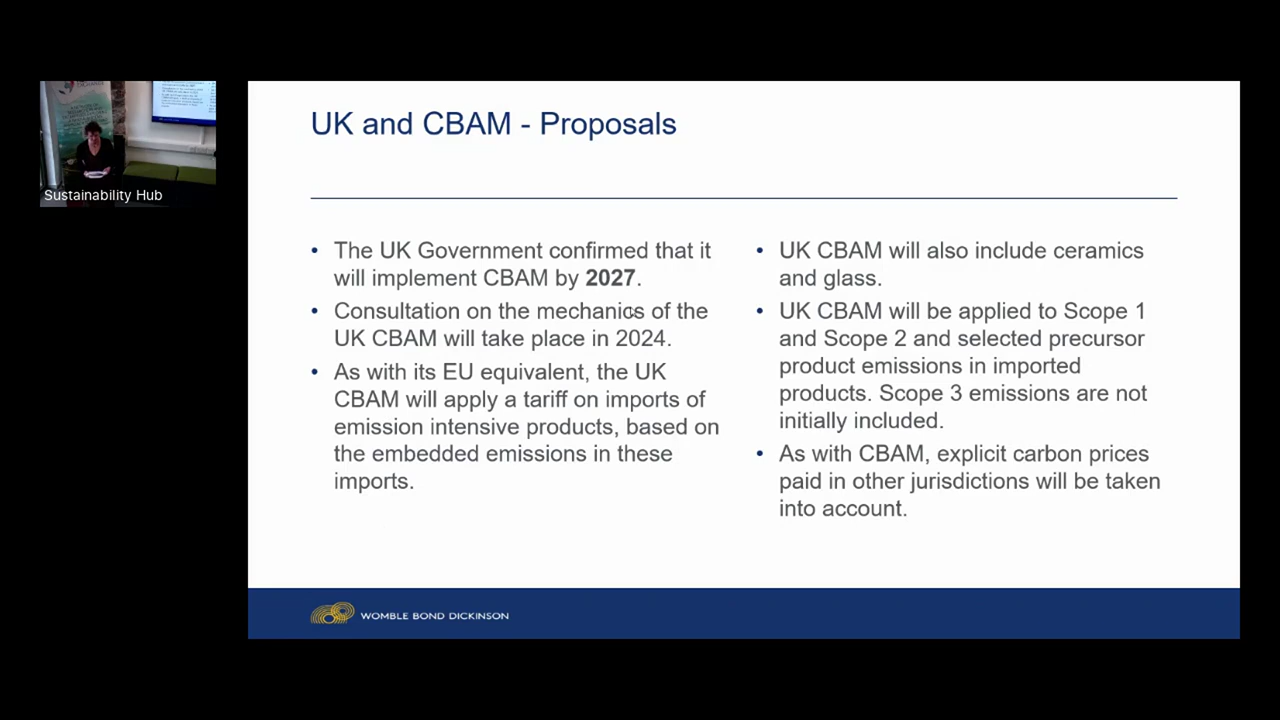 UK and CBAM - Proposals
Sustainability Hub
• The UK Government confirmed that it
will implement CBAM by 2027.
• Consultation on the mechanics of the
UK CBAM will take place in 2024.
• As with its EU equivalent, the UK
CBAM will apply a tariff on imports of
emission intensive products, based on
the embedded emissions in these
imports.
• UK CBAM will also include ceramics
and glass.
• UK CBAM will be applied to Scope 1
and Scope 2 and selected precursor
product emissions in imported
products. Scope 3 emissions are not
initially included.
• As with CBAM, explicit carbon prices
paid in other jurisdictions will be taken
into account.
WOMBLE BOND DICKINSON